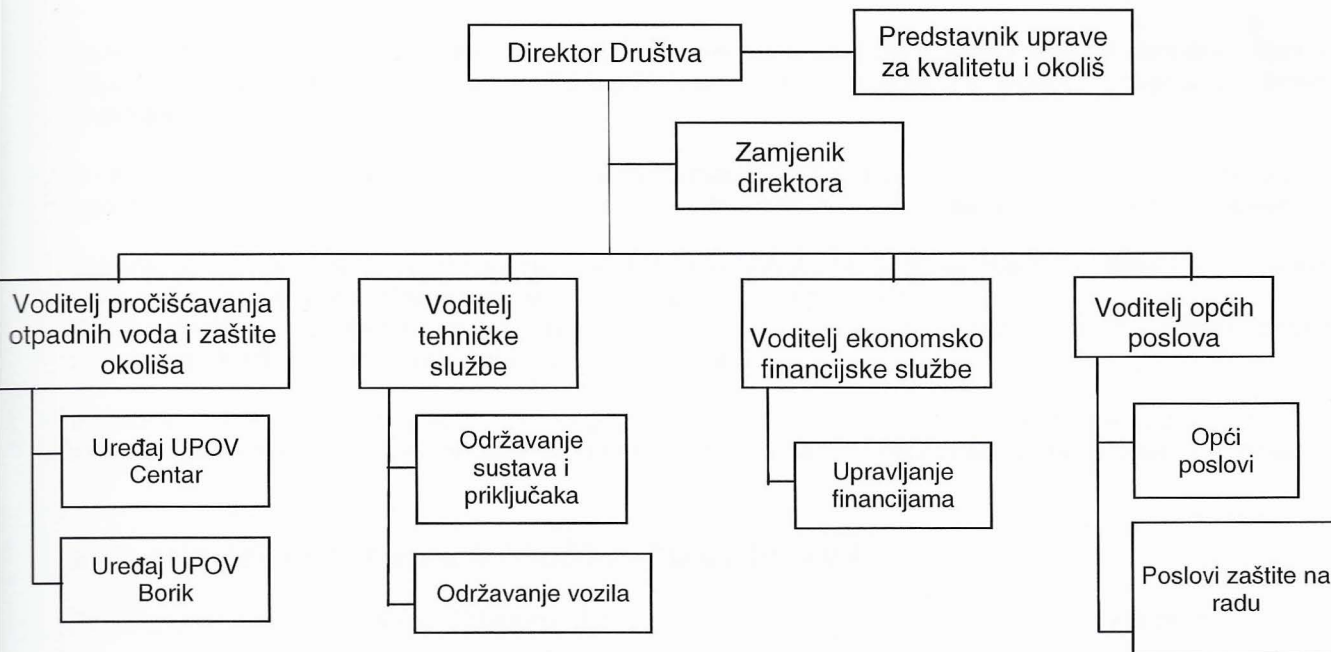 Direktor Društva
Predstavnik uprave
za kvalitetu i okoliš
Zamjenik
direktora
Voditelj pročišćavanja
otpadnih voda i zaštite
okoliša
Voditelj
tehničke
službe
Voditelj ekonomsko
financijske službe
Voditelj općih
poslova
Uređaj UPOV
Centar
Uređaj UPOV
Borik
Održavanje
sustava i
priključaka
Održavanje vozila
Upravljanje
financijama
Opći
poslovi
Poslovi zaštite na
radu